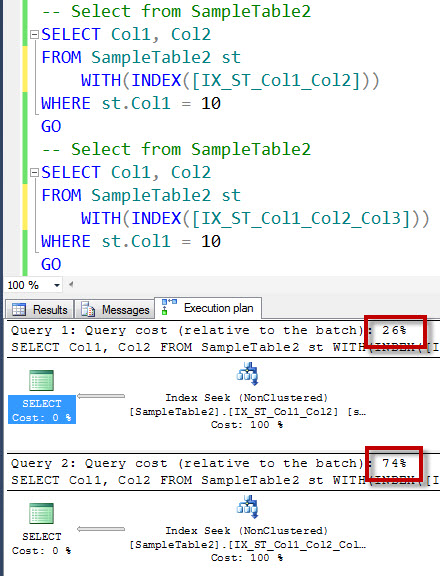 -- Select from SampleTable2
SELECT Col1, Col2
FROM SampleTable2 st
WITH(INDEX([IX_ST_Col1_Col2]))
WHERE st.Col1 = 10
GO
-- Select from SampleTable2
SELECT Col1, Col2
FROM SampleTable2 st
WITH(INDEX([IX_ST_Col1_Col2_Col3]))
WHERE st.Col1 = 10
GO
100 %
Results Messages Execution plan
Query 1: Query cost (relative to the batch): 26%
SELECT Col1, Col2 FROM SampleTable2 st WITH(INDEX([I
SELECT
Cost: 0 %
Index Seek (NonClustered)
[SampleTable2].[IX_ST_Col1_Col2] [s…
Cost: 100 %
Query 2: Query cost (relative to the batch): 74%
SELECT Col1, Col2 FROM SampleTable2 st WITH(INDEX([I
SELECT
Cost: 0 %
Index Seek (NonClustered)
[SampleTable2].[IX_ST_Col1_Col2_Col…
Cost: 100 %